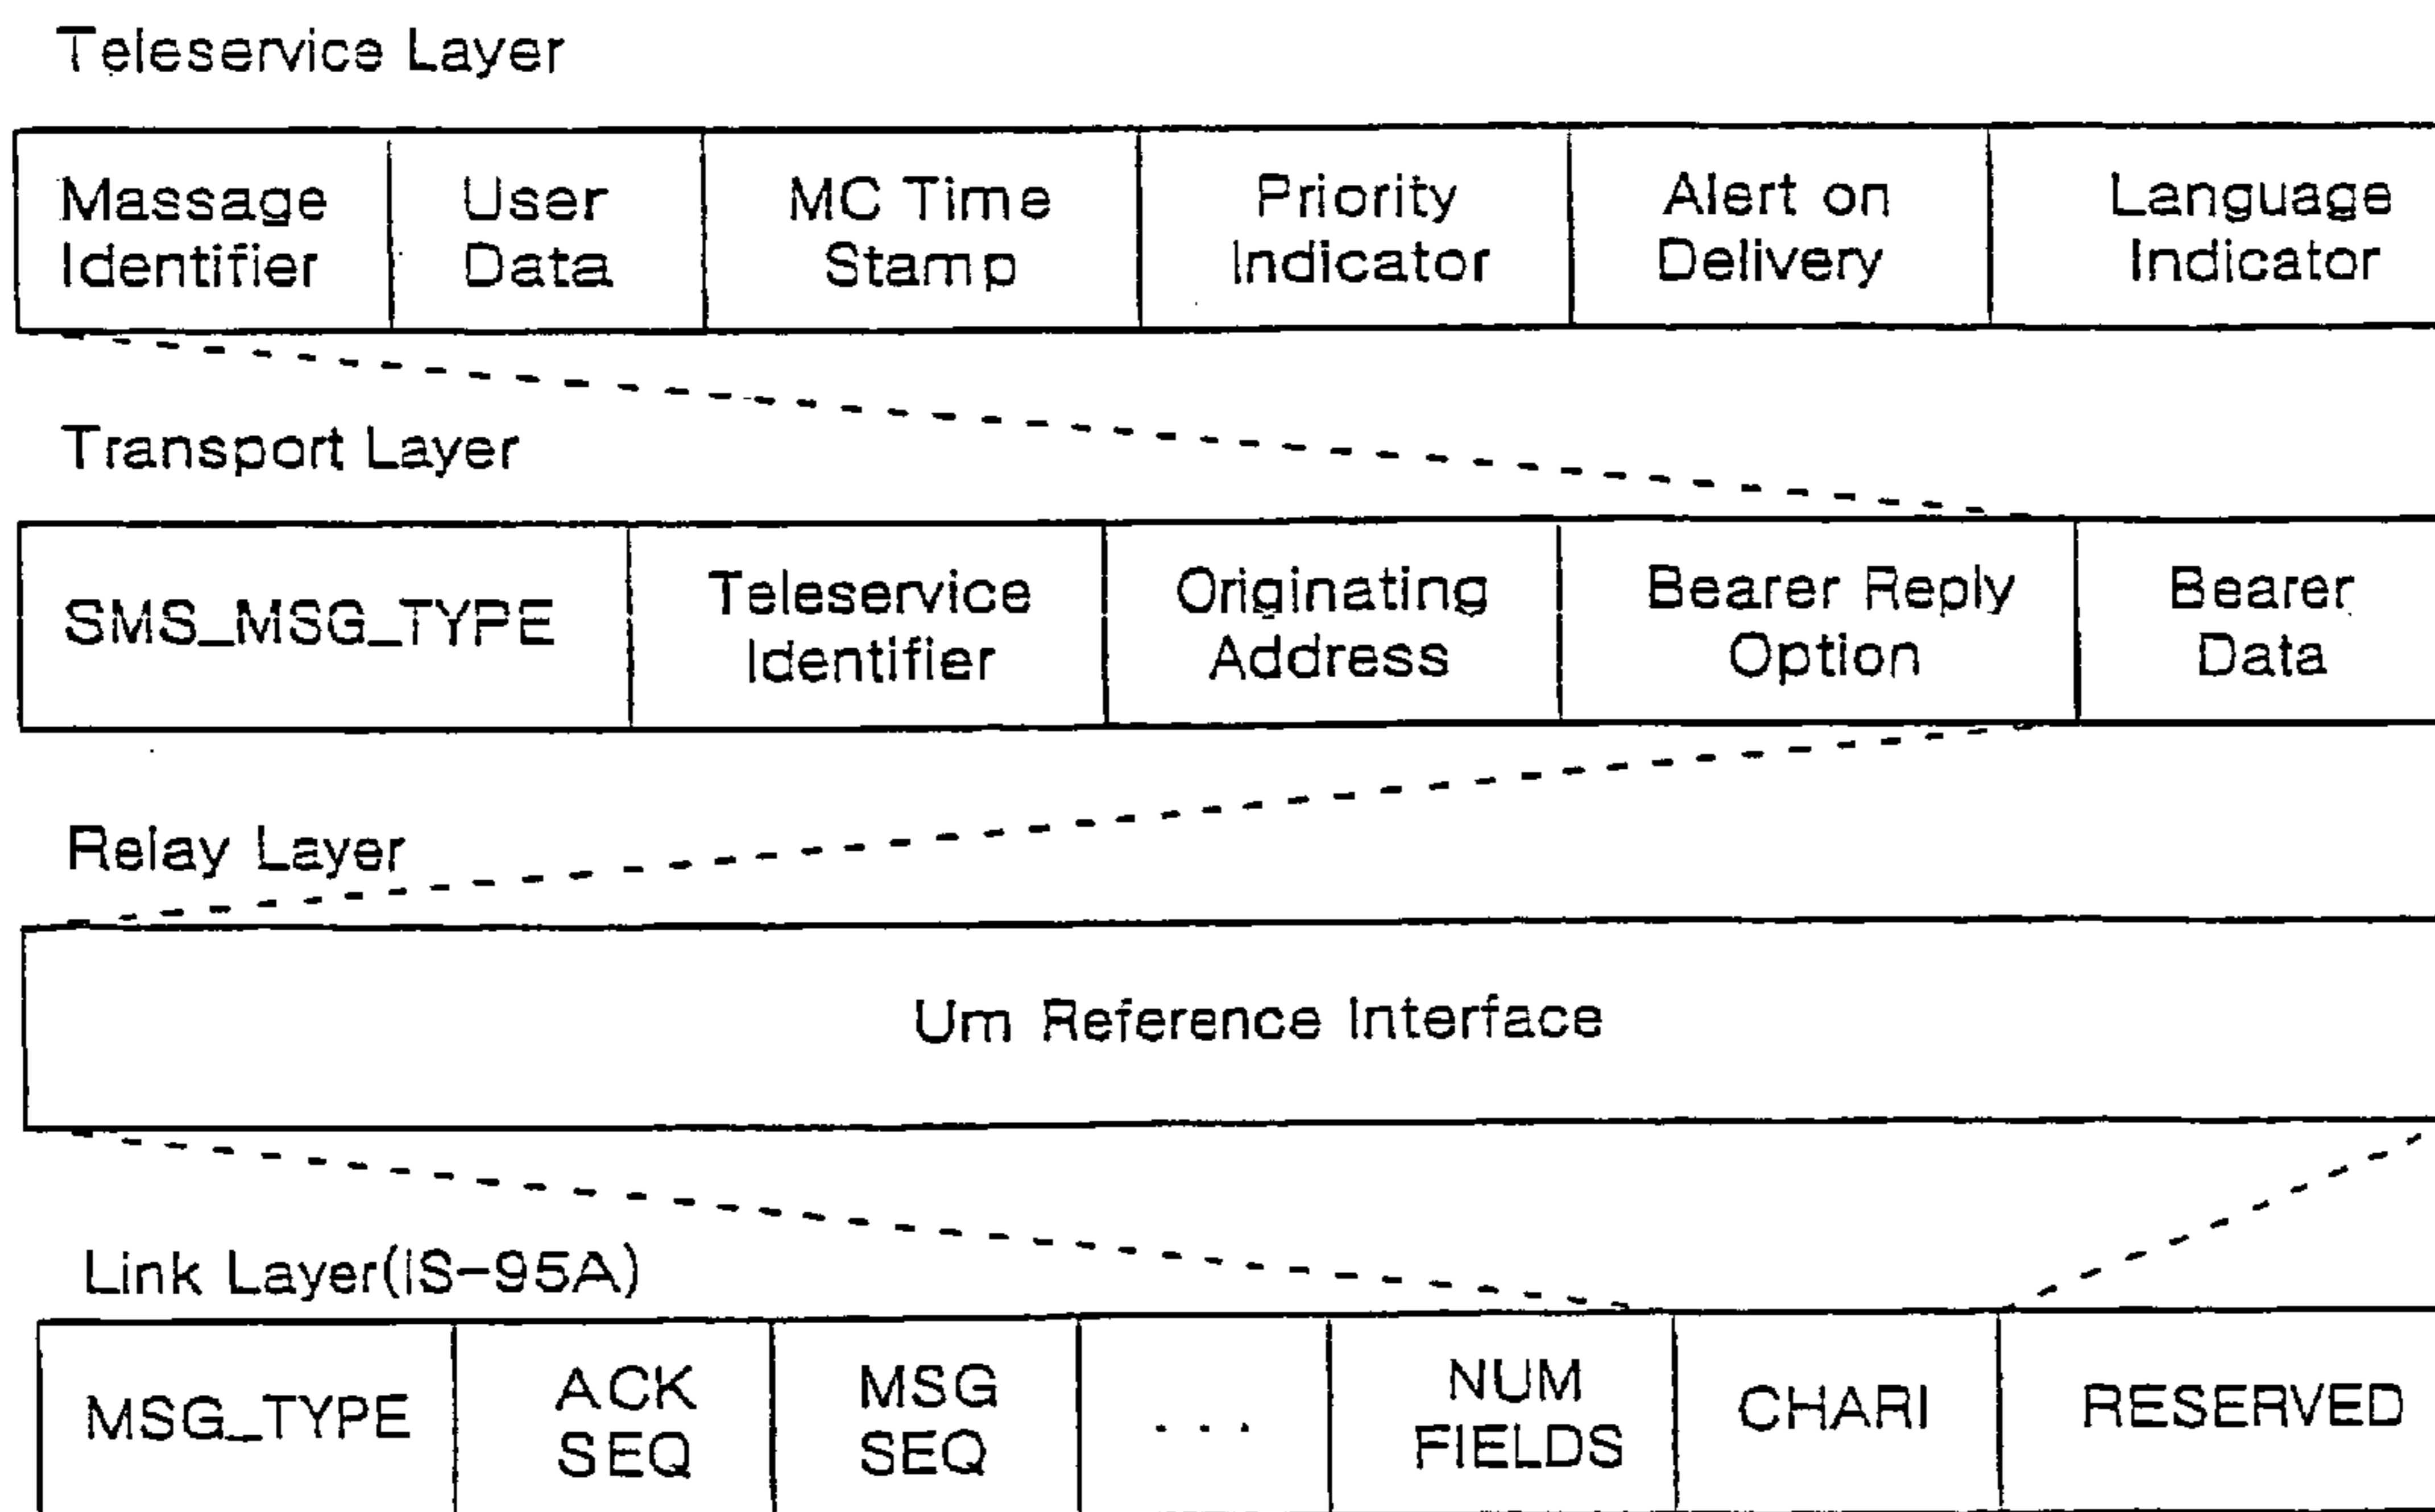 Teleservice Layer
Massage
Identifier
User
Data
MC Time
Stamp
Priority
Indicator
Alert on
Delivery
Language
Indicator
Transport Layer
SMS_MSG_TYPE
Teleservice
Identifier
Originating
Address
Bearer Reply
Option
Bearer
Data
Relay Layer
Um Reference Interface
Link Layer(IS-95A)
MSG_TYPE
ACK
SEQ
MSG
SEQ
...
NUM
FIELDS
CHARI
RESERVED